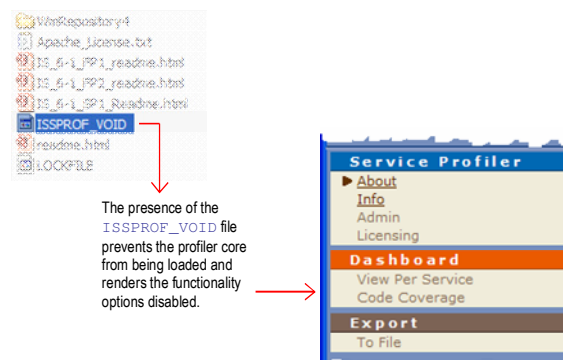 WmRepository4
Apache_License.txt
IS_6-1_FP1_readme.html
IS_6-1_FP2_readme.html
IS_6-1_SP1_Readme.html
ISSPROF_VOID
readme.html
LOCKFILE
The presence of the
ISSPROF_VOID file
prevents the profiler core
from being loaded and
renders the functionality
options disabled.
Service Profiler
About
Info
Admin
Licensing
Dashboard
View Per Service
Code Coverage
Export
To File